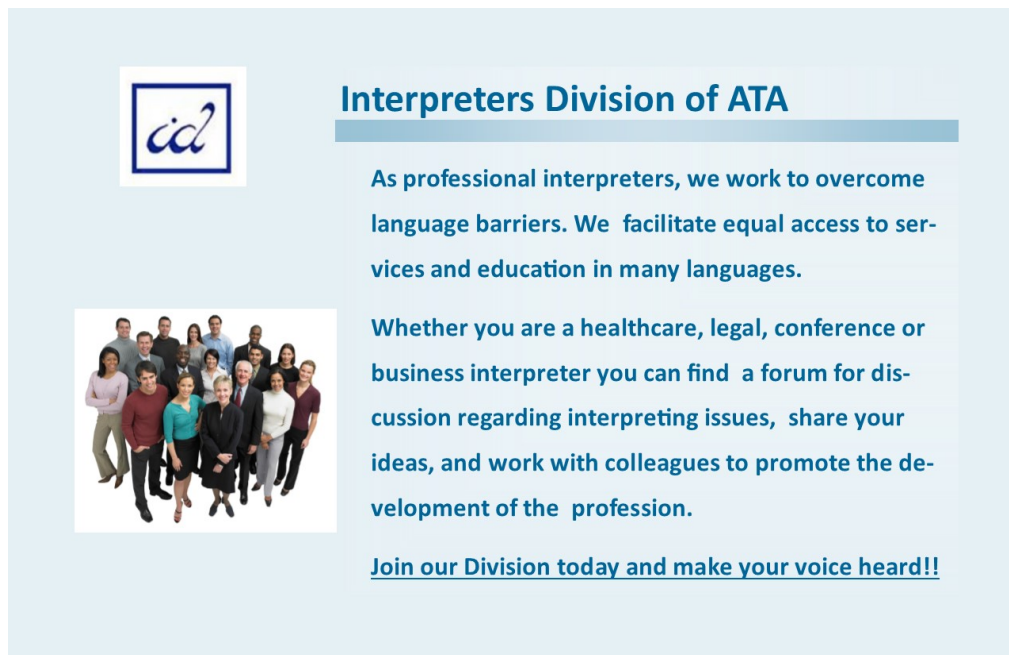 id
Interpreters Division of ATA
As professional interpreters, we work to overcome
language barriers. We  facilitate equal access to ser-
vices and education in many languages.
Whether you are a healthcare, legal, conference or
business interpreter you can find  a forum for dis-
cussion regarding interpreting issues,  share your
ideas, and work with colleagues to promote the de-
velopment of the  profession.
Join our Division today and make your voice heard!!